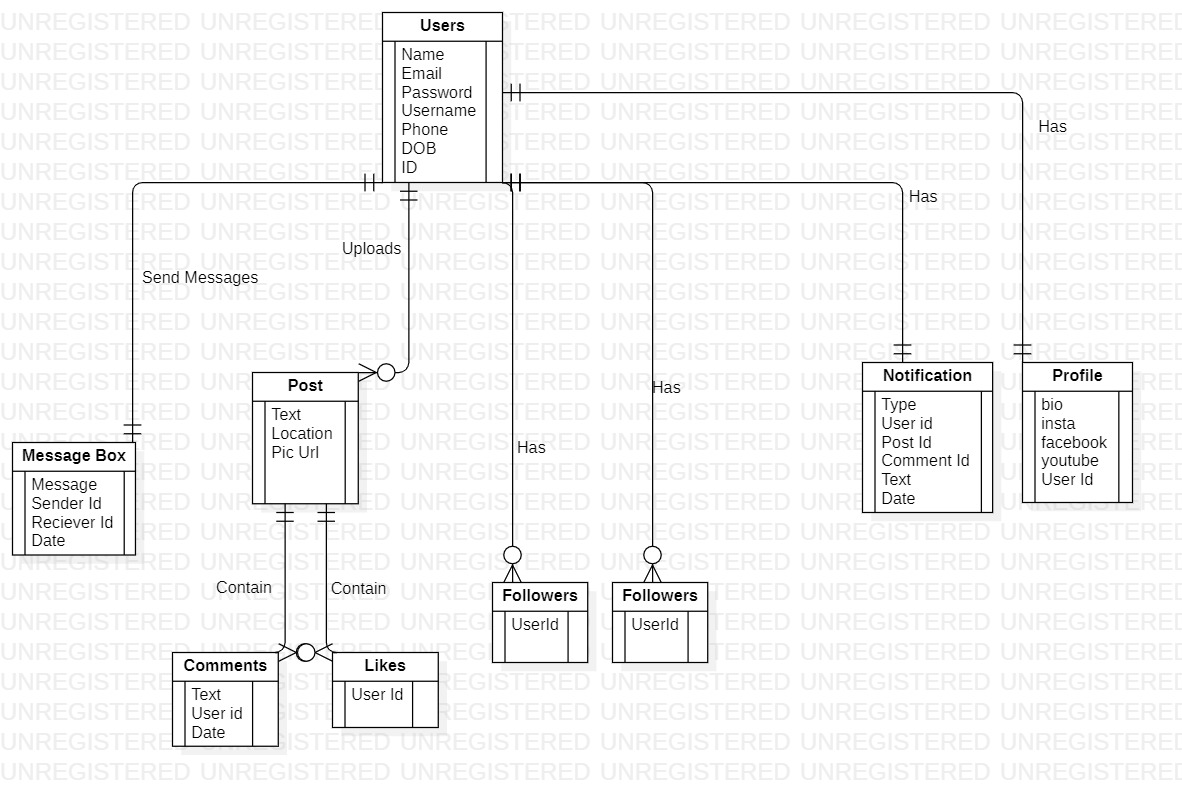 Users
Name
Email
Password
Username
Phone
DOB
ID
Has
Has
Uploads
Send Messages
Post
Text
Location
Pic Url
Has
Has
Notification
Type
User id
Post Id
Comment Id
Text
Date
Profile
bio
insta
facebook
youtube
User Id
Message Box
Message
Sender Id
Reciever Id
Date
Contain
Contain
Followers
UserId
Followers
UserId
Comments
Text
User id
Date
Likes
User Id
UNREGISTERED